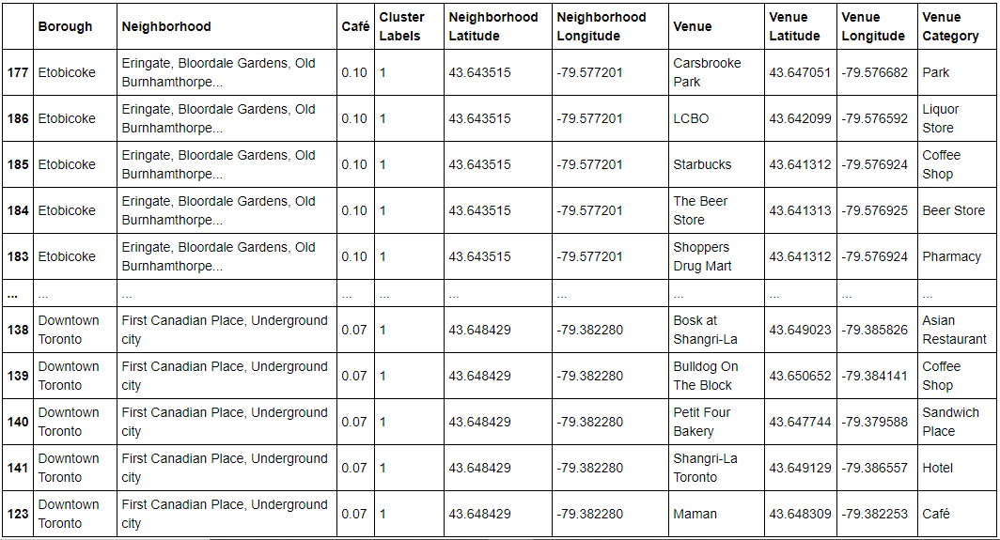 Borough Neighborhood Café Cluster Labels Neighborhood Latitude Neighborhood Longitude Venue Venue Latitude Venue Longitude Venue Category
177 Etobicoke Eringate, Bloordale Gardens, Old Burnhamthorpe... 0.10 1 43.643515 -79.577201 Carsbrooke Park 43.647051 -79.576682 Park
186 Etobicoke Eringate, Bloordale Gardens, Old Burnhamthorpe... 0.10 1 43.643515 -79.577201 LCBO 43.642099 -79.576592 Liquor Store
185 Etobicoke Eringate, Bloordale Gardens, Old Burnhamthorpe... 0.10 1 43.643515 -79.577201 Starbucks 43.641312 -79.576924 Coffee Shop
184 Etobicoke Eringate, Bloordale Gardens, Old Burnhamthorpe... 0.10 1 43.643515 -79.577201 The Beer Store 43.641313 -79.576925 Beer Store
183 Etobicoke Eringate, Bloordale Gardens, Old Burnhamthorpe... 0.10 1 43.643515 -79.577201 Shoppers Drug Mart 43.641312 -79.576924 Pharmacy
... ... ... ... ... ... ... ... ... ... ...
138 Downtown Toronto First Canadian Place, Underground city 0.07 1 43.648429 -79.382280 Bosk at Shangri-La 43.649023 -79.385826 Asian Restaurant
139 Downtown Toronto First Canadian Place, Underground city 0.07 1 43.648429 -79.382280 Bulldog On The Block 43.650652 -79.384141 Coffee Shop
140 Downtown Toronto First Canadian Place, Underground city 0.07 1 43.648429 -79.382280 Petit Four Bakery 43.647744 -79.379588 Sandwich Place
141 Downtown Toronto First Canadian Place, Underground city 0.07 1 43.648429 -79.382280 Shangri-La Toronto 43.649129 -79.386557 Hotel
123 Downtown Toronto First Canadian Place, Underground city 0.07 1 43.648429 -79.382280 Maman 43.648309 -79.382253 Café